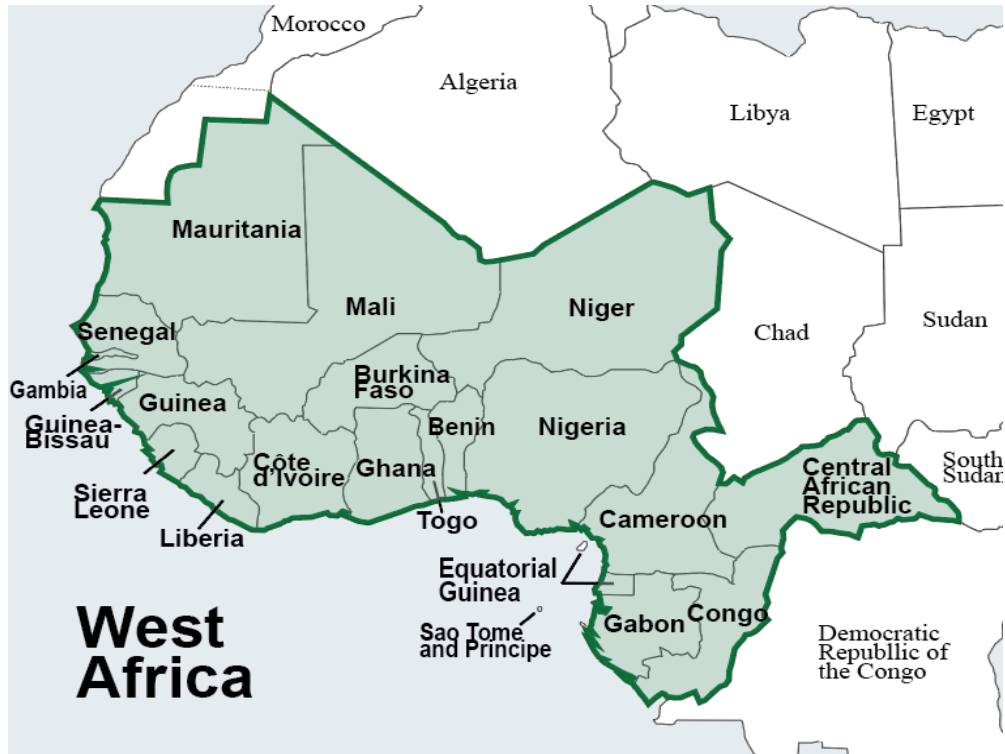 Morocco
Algeria
Libya
Egypt
Mauritania
Mali
Niger
Chad
Sudan
Senegal
Gambia
Guinea-
Bissau
Guinea
Burkina
Faso
Benin
Nigeria
Sierra
Leone
Liberia
Côte
d'Ivoire
Ghana
Togo
Cameroon
Central
African
Republic
South
Sudan
Equatorial
Guinea
Sao Tome
and Principe
Gabon
Congo
Democratic
Republlic of
the Congo
West
Africa